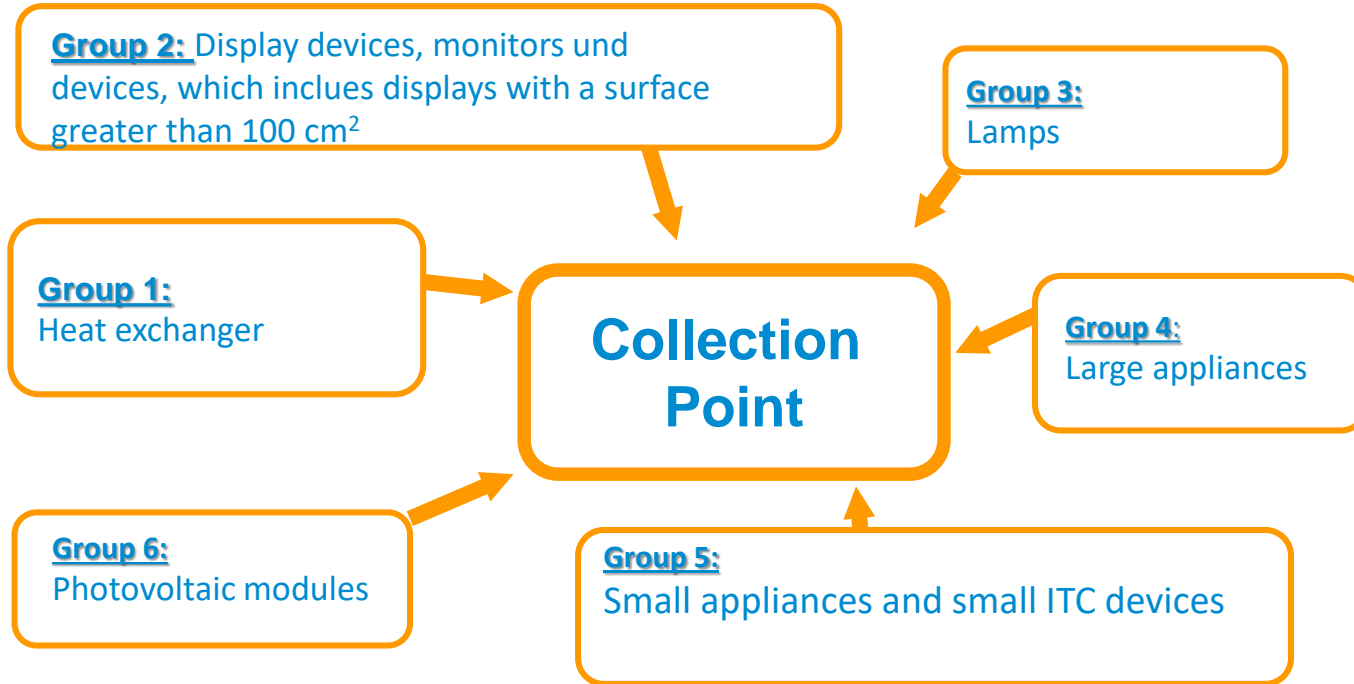 Group 2: Display devices, monitors und
devices, which inclues displays with a surface
greater than 100 cm²
Group 3:
Lamps
Group 1:
Heat exchanger
Collection
Point
Group 4:
Large appliances
Group 6:
Photovoltaic modules
Group 5:
Small appliances and small ITC devices